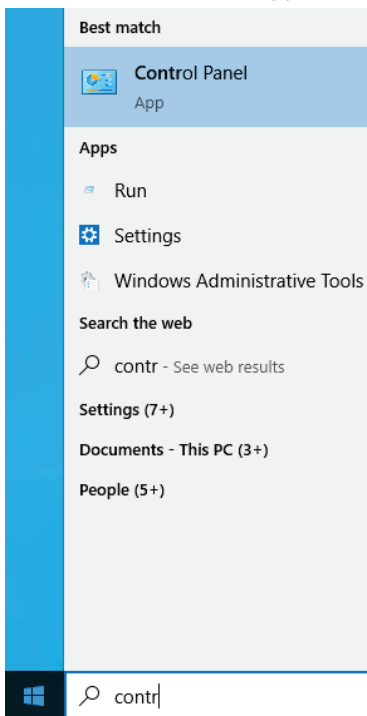 Best match
Control Panel
App
Apps
Run
Settings
Windows Administrative Tools
Search the web
contr - See web results
Settings (7+)
Documents - This PC (3+)
People (5+)
contr